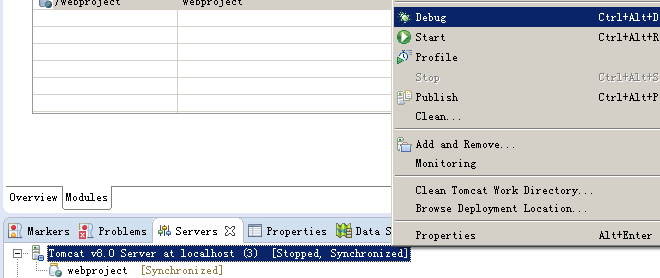 /webproject webproject
Debug Ctrl+Alt+D
Start Ctrl+Alt+R
Profile
Stop Ctrl+Alt+S
Publish Ctrl+Alt+P
Clean...
Add and Remove...
Monitoring
Clean Tomcat Work Directory...
Browse Deployment Location...
Properties Alt+Enter
Overview Modules
Markers Problems Servers Properties Data S
Tomcat v8.0 Server at localhost (3) [Stopped, Synchronized]
webproject [Synchronized]